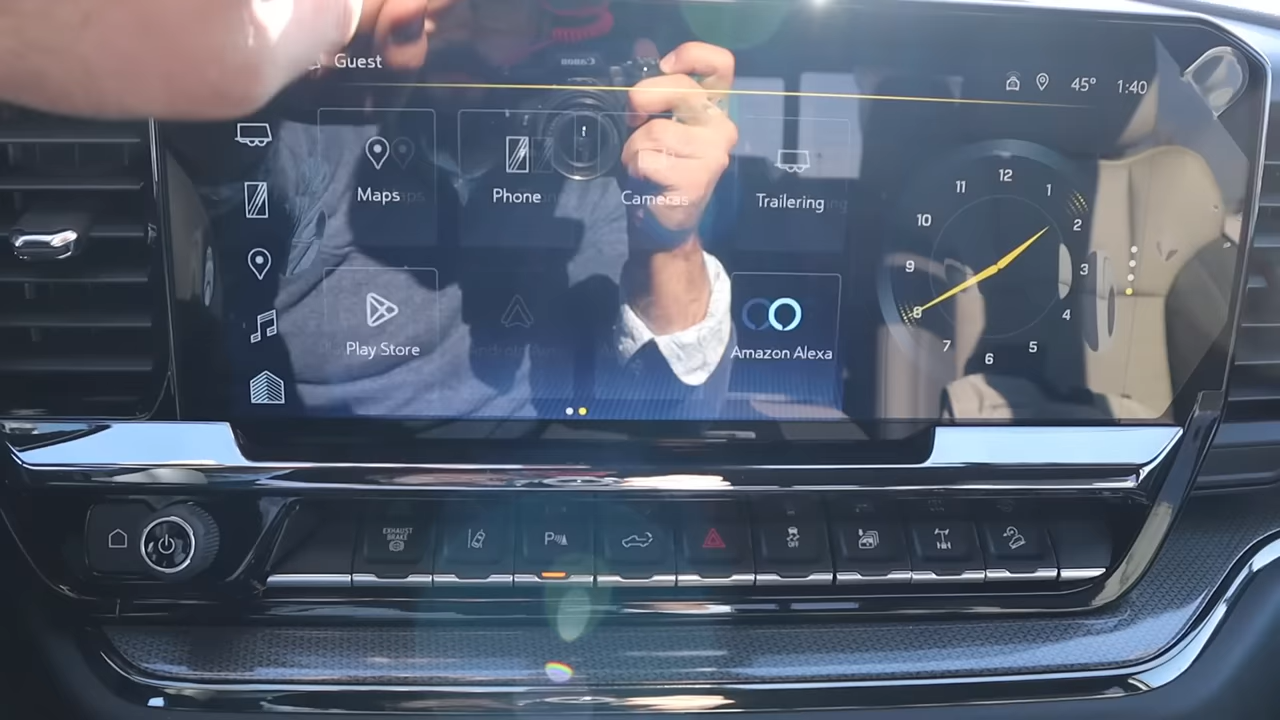 Guest
45° 1:40
Maps
Phone
Cameras
Trailering
Play Store
Amazon Alexa
12
1
2
3
4
5
6
7
8
9
10
11
EXHAUST
BRAKE
P
OFF
Canon